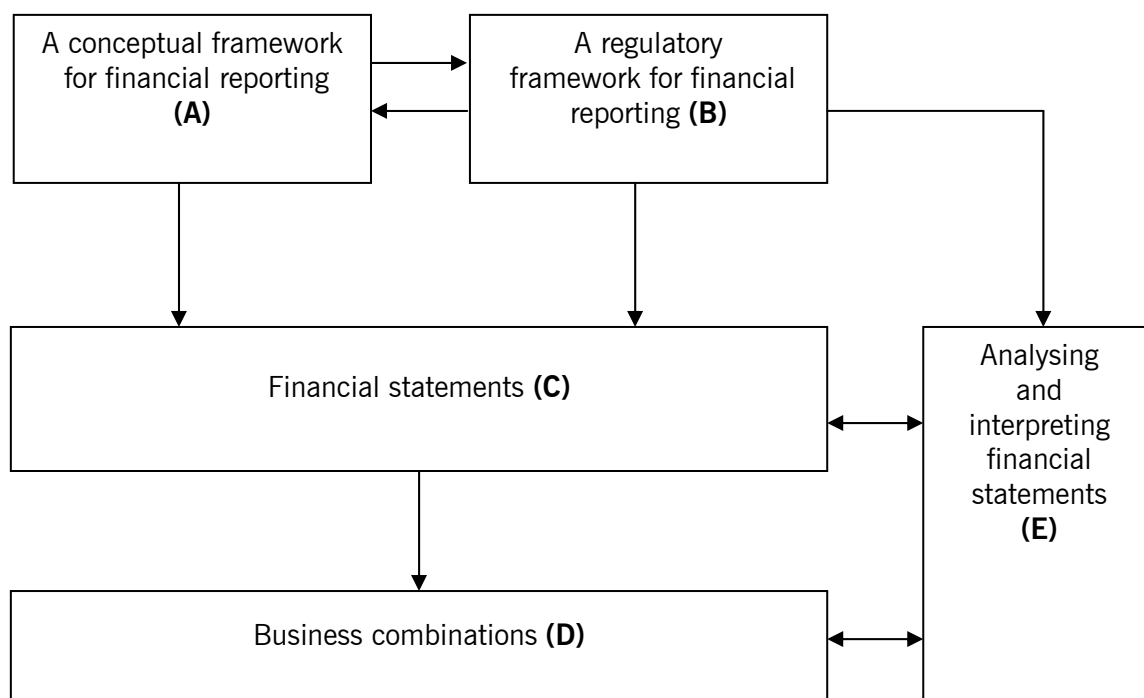 A conceptual framework
for financial reporting
(A)
A regulatory
framework for financial
reporting (B)
Financial statements (C)
Analysing
and
interpreting
financial
statements
(E)
Business combinations (D)